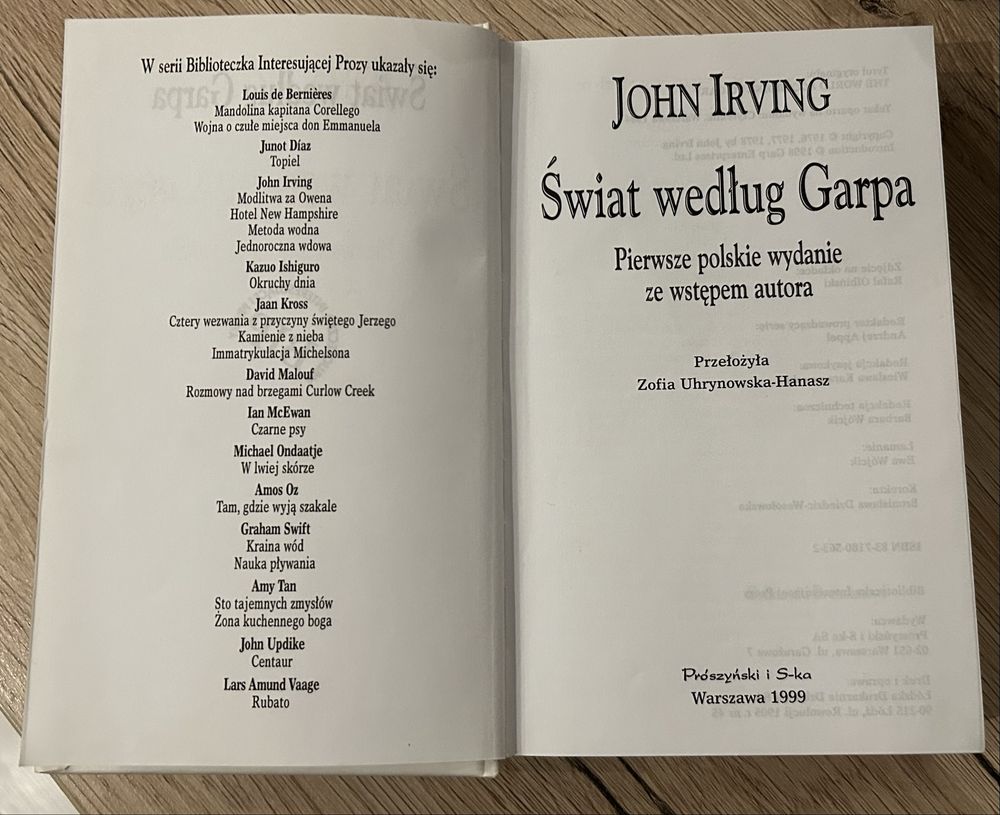 W serii Biblioteczka Interesującej Prozy ukazały się:
Louis de Bernières
Mandolina kapitana Corellego
Wojna o czułe miejsca don Emmanuela
Junot Díaz
Topiel
John Irving
Modlitwa za Owena
Hotel New Hampshire
Metoda wodna
Jednoroczna wdowa
Kazuo Ishiguro
Okruchy dnia
Jaan Kross
Cztery wezwania z przyczyny świętego Jerzego
Kamienie z nieba
Immatrykulacja Michelsona
David Malouf
Rozmowy nad brzegami Curlow Creek
Ian McEwan
Czarne psy
Michael Ondaatje
W lwiej skórze
Amos Oz
Tam, gdzie wyją szakale
Graham Swift
Kraina wód
Nauka pływania
Amy Tan
Sto tajemnych zmysłów
Żona kuchennego boga
John Updike
Centaur
Lars Amund Vaage
Rubato
JOHN IRVING
Świat według Garpa
Pierwsze polskie wydanie
ze wstępem autora
Przełożyła
Zofia Uhrynowska-Hanasz
Prószyński i S-ka
Warszawa 1999